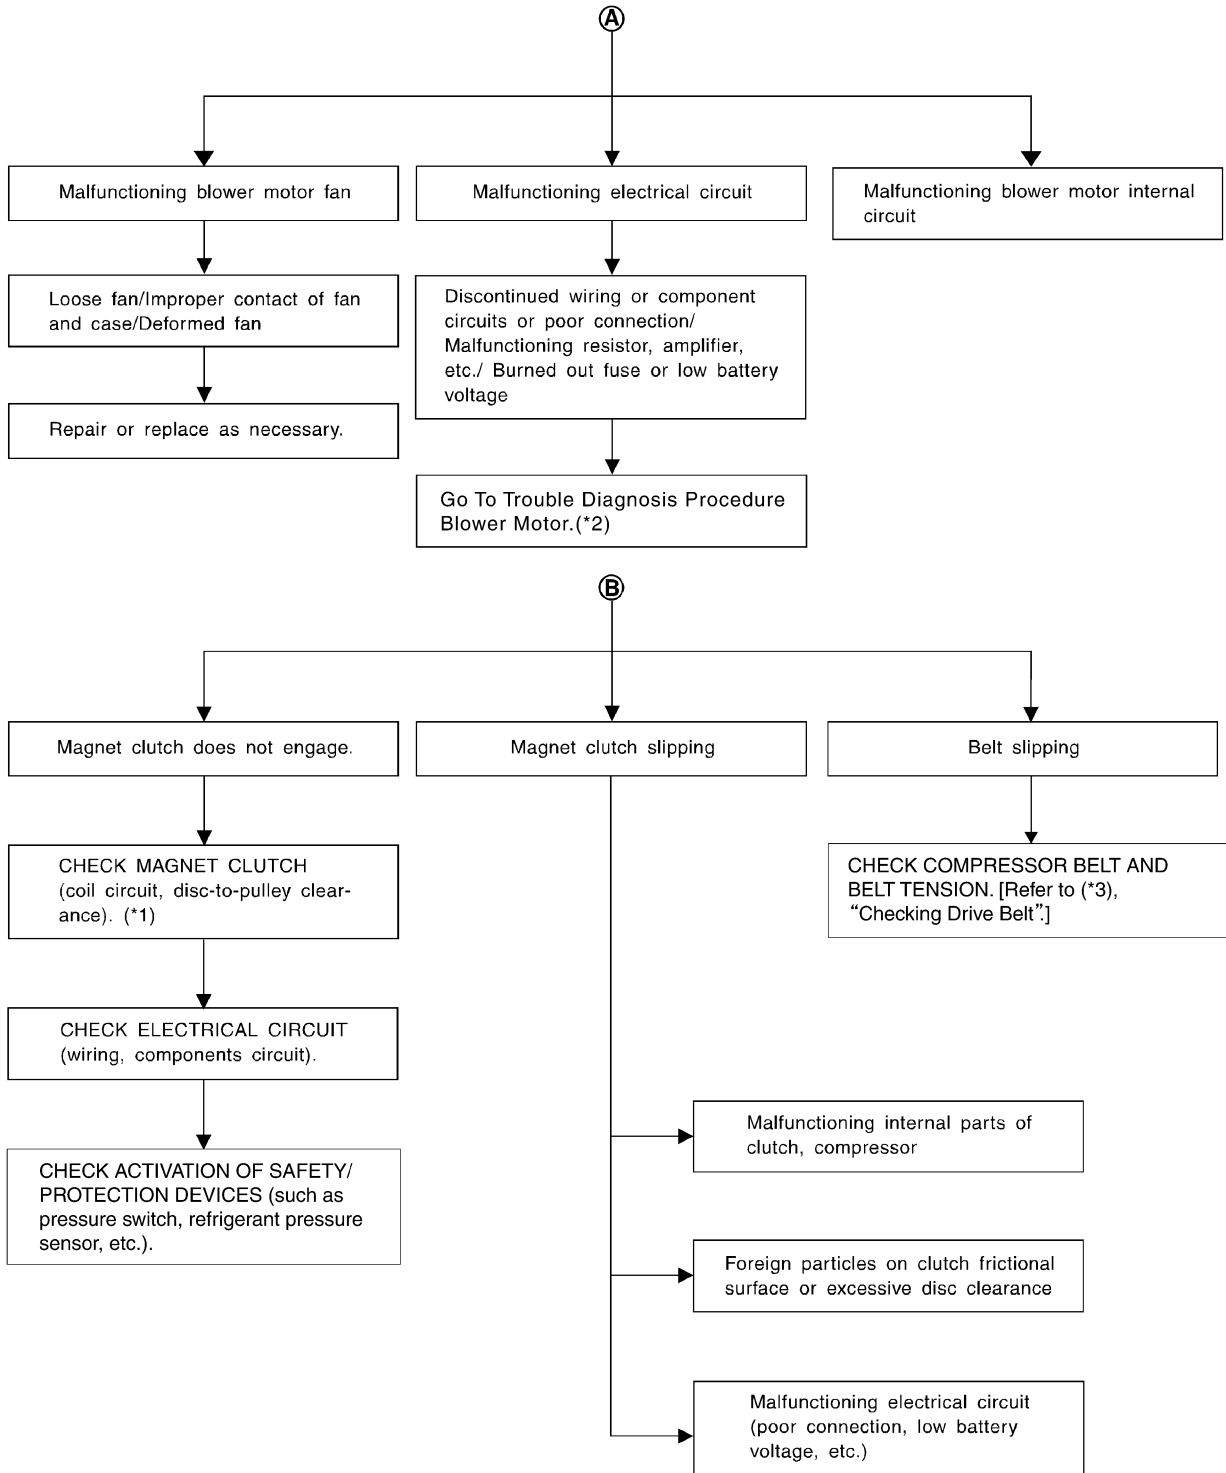 A
Malfunctioning blower motor fan
Malfunctioning electrical circuit
Malfunctioning blower motor internal
circuit
Loose fan/Improper contact of fan
and case/Deformed fan
Discontinued wiring or component
circuits or poor connection/
Malfunctioning resistor, amplifier,
etc./ Burned out fuse or low battery
voltage
Repair or replace as necessary.
Go To Trouble Diagnosis Procedure
Blower Motor.(*2)
B
Magnet clutch does not engage.
Magnet clutch slipping
Belt slipping
CHECK MAGNET CLUTCH
(coil circuit, disc-to-pulley clear-
ance). (*1)
CHECK COMPRESSOR BELT AND
BELT TENSION. [Refer to (*3),
“Checking Drive Belt”.]
CHECK ELECTRICAL CIRCUIT
(wiring, components circuit).
CHECK ACTIVATION OF SAFETY/
PROTECTION DEVICES (such as
pressure switch, refrigerant pressure
sensor, etc.).
Malfunctioning internal parts of
clutch, compressor
Foreign particles on clutch frictional
surface or excessive disc clearance
Malfunctioning electrical circuit
(poor connection, low battery
voltage, etc.)